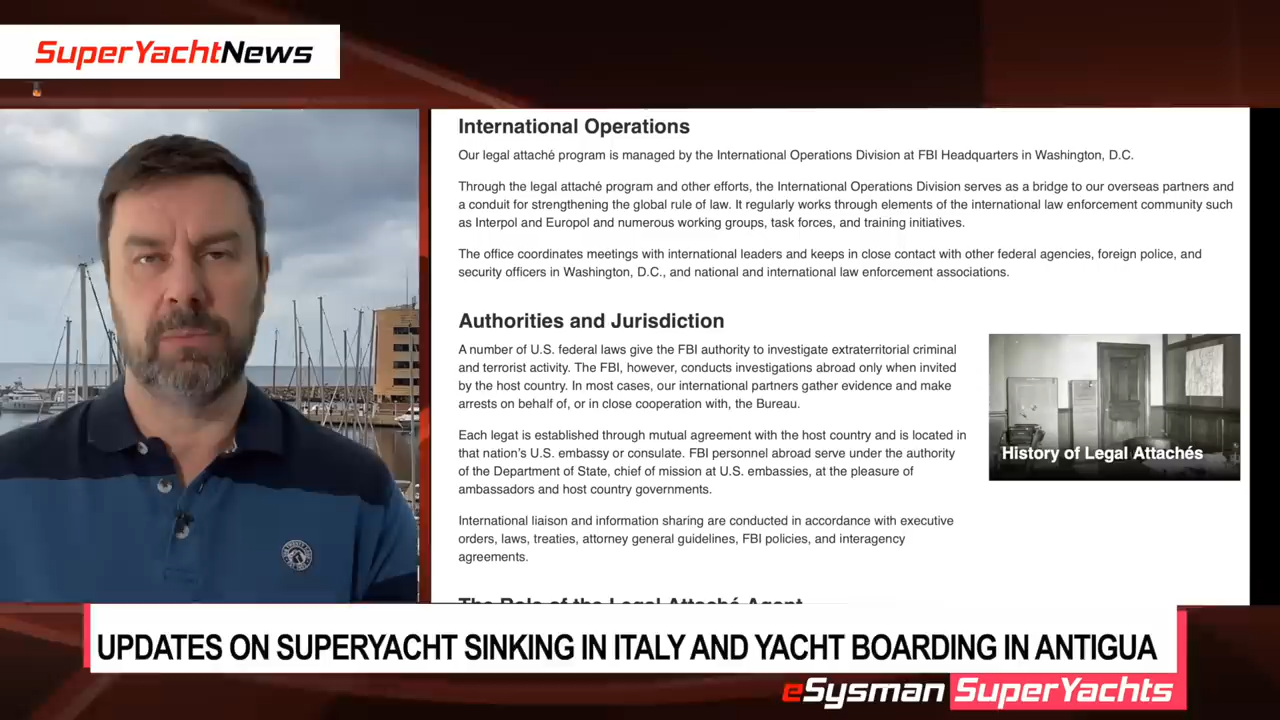 SuperYachtNews
International Operations
Our legal attaché program is managed by the International Operations Division at FBI Headquarters in Washington, D.C.
Through the legal attaché program and other efforts, the International Operations Division serves as a bridge to our overseas partners and
a conduit for strengthening the global rule of law. It regularly works through elements of the international law enforcement community such
as Interpol and Europol and numerous working groups, task forces, and training initiatives.
The office coordinates meetings with international leaders and keeps in close contact with other federal agencies, foreign police, and
security officers in Washington, D.C., and national and international law enforcement associations.
Authorities and Jurisdiction
A number of U.S. federal laws give the FBI authority to investigate extraterritorial criminal
and terrorist activity. The FBI, however, conducts investigations abroad only when invited
by the host country. In most cases, our international partners gather evidence and make
arrests on behalf of, or in close cooperation with, the Bureau.
Each legat is established through mutual agreement with the host country and is located in
that nation's U.S. embassy or consulate. FBI personnel abroad serve under the authority
of the Department of State, chief of mission at U.S. embassies, at the pleasure of
ambassadors and host country governments.
International liaison and information sharing are conducted in accordance with executive
orders, laws, treaties, attorney general guidelines, FBI policies, and interagency
agreements.
History of Legal Attachés
The Role of the Legal Attaché Agent
UPDATES ON SUPERYACHT SINKING IN ITALY AND YACHT BOARDING IN ANTIGUA
eSysman SuperYachts